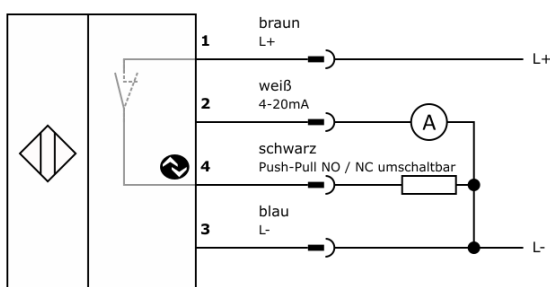 braun
1
L+
L+
weiß
2
4-20mA
A
schwarz
4
Push-Pull NO / NC umschaltbar
blau
3
L-
L-